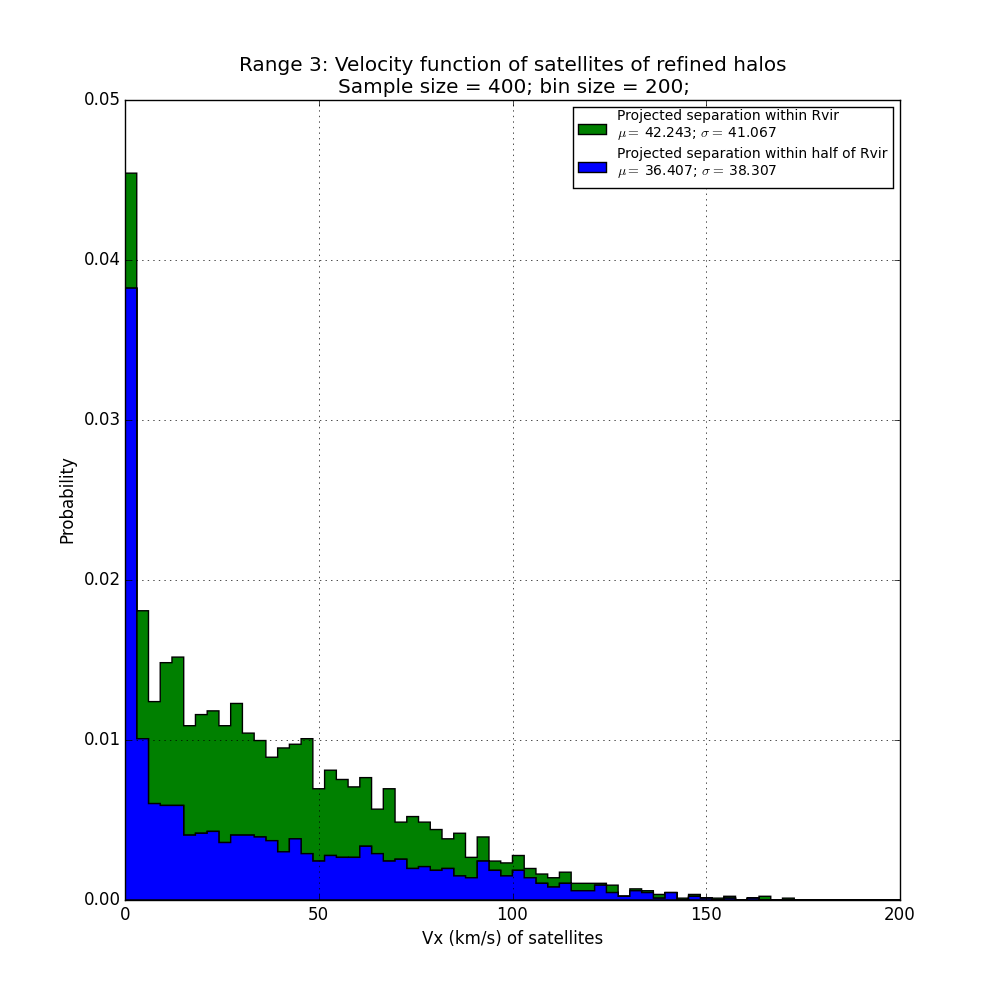 Range 3: Velocity function of satellites of refined halos
Sample size = 400; bin size = 200;
Projected separation within Rvir
μ = 42.243; σ = 41.067
Projected separation within half of Rvir
μ = 36.407; σ = 38.307
0.05
0.04
0.03
0.02
0.01
0.00
Probability
0 50 100 150 200
Vx (km/s) of satellites